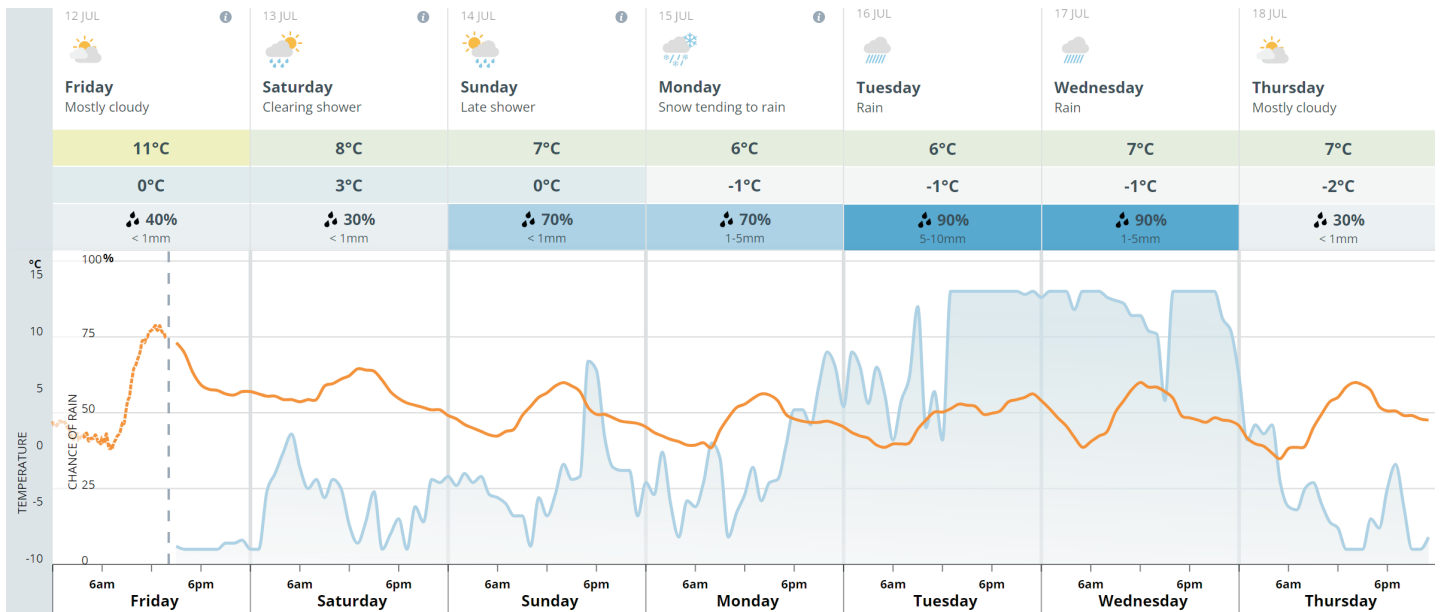 12 JUL
13 JUL
14 JUL
15 JUL
16 JUL
17 JUL
18 JUL
Friday
Saturday
Sunday
Monday
Tuesday
Wednesday
Thursday
Mostly cloudy
Clearing shower
Late shower
Snow tending to rain
Rain
Rain
Mostly cloudy
11°C
8°C
7°C
6°C
6°C
7°C
7°C
0°C
3°C
0°C
-1°C
-1°C
-1°C
-2°C
40%
30%
70%
70%
90%
90%
30%
< 1mm
< 1mm
< 1mm
1-5mm
5-10mm
1-5mm
< 1mm
°C
15
10
5
0
-5
-10
TEMPERATURE
100%
75
50
25
0
CHANCE OF RAIN
6am
6pm
6am
6pm
6am
6pm
6am
6pm
6am
6pm
6am
6pm
6am
6pm
Friday
Saturday
Sunday
Monday
Tuesday
Wednesday
Thursday